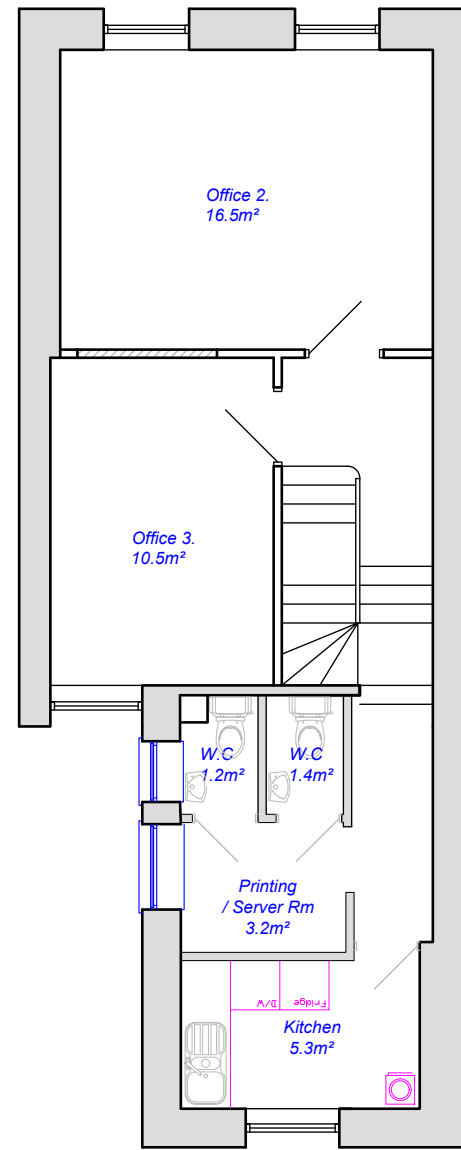 Office 2.
16.5m²
Office 3.
10.5m²
W.C
1.2m²
W.C
1.4m²
Printing
/ Server Rm
3.2m²
D/W
Fridge
Kitchen
5.3m²